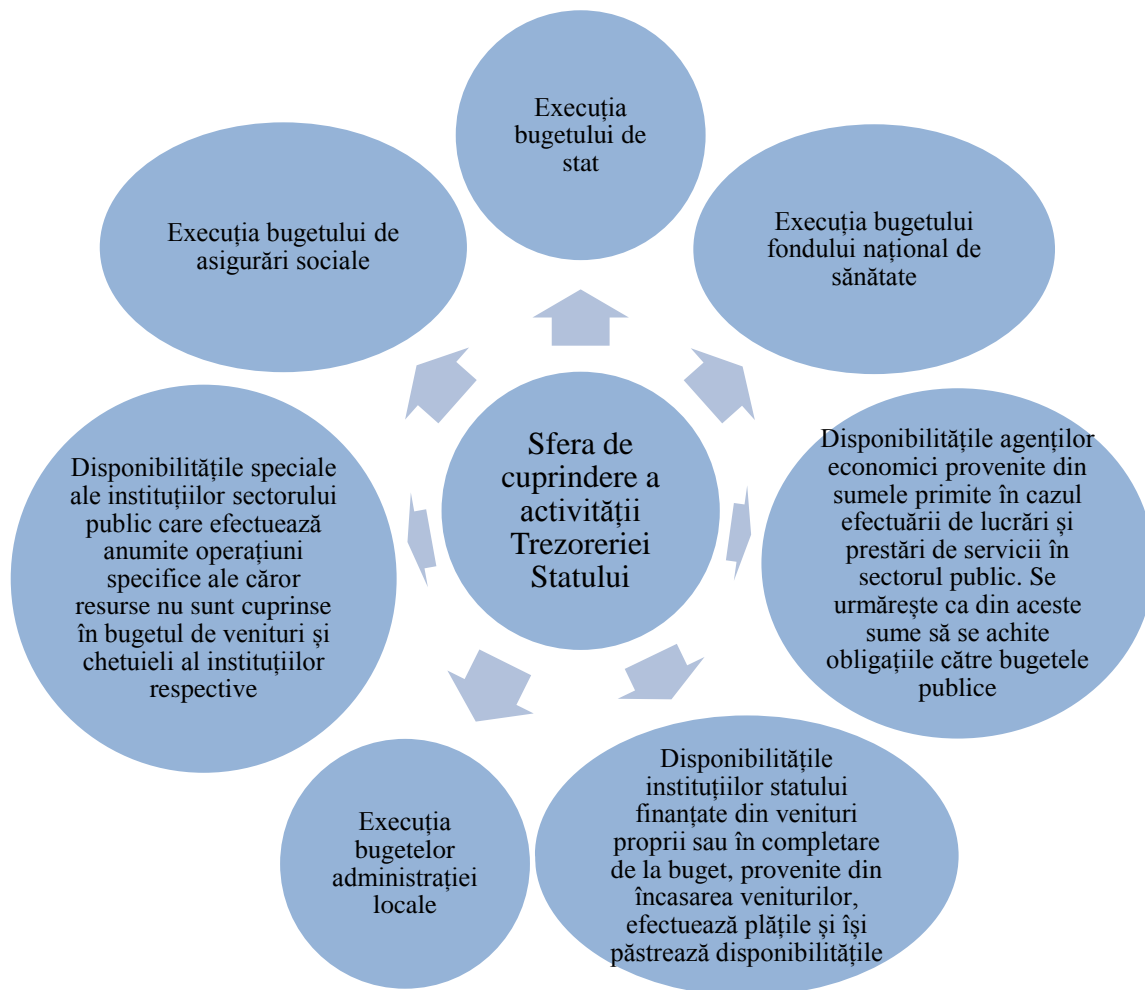 Execuția
bugetului de
stat
Execuția bugetului de
asigurări sociale
Execuția bugetului
fondului național de
sănătate
Sfera de
cuprindere a
activității
Trezoreriei
Statului
Disponibilitățile speciale
ale instituțiilor sectorului
public care efectuează
anumite operațiuni
specifice ale căror
resurse nu sunt cuprinse
în bugetul de venituri și
chetuieli al instituțiilor
respective
Disponibilitățile agenților
economici provenite din
sumele primite în cazul
efectuării de lucrări și
prestări de servicii în
sectorul public. Se
urmărește ca din aceste
sume să se achite
obligațiile către bugetele
publice
Execuția
bugetelor
administrației
locale
Disponibilitățile
instituțiilor statului
finanțate din venituri
proprii sau în completare
de la buget, provenite din
încasarea veniturilor,
efectuează plățile și își
păstrează disponibilitățile